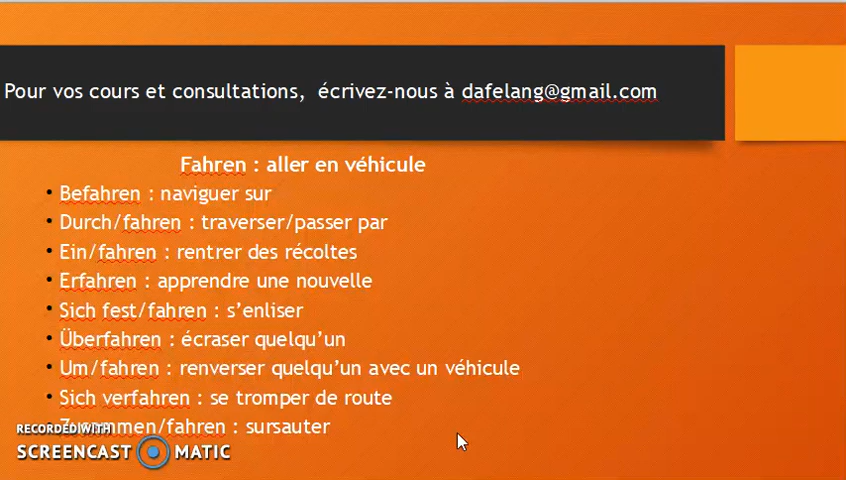 Pour vos cours et consultations, écrivez-nous à dafelang@gmail.com
Fahren : aller en véhicule
• Befahren : naviguer sur
• Durch/fahren : traverser/passer par
• Ein/fahren : rentrer des récoltes
• Erfahren : apprendre une nouvelle
• Sich fest/fahren : s’enliser
• Überfahren : écraser quelqu’un
• Um/fahren : renverser quelqu’un avec un véhicule
• Sich verfahren : se tromper de route
• Zusammen/fahren : sursauter
RECORDED WITH
SCREENCAST MATIC